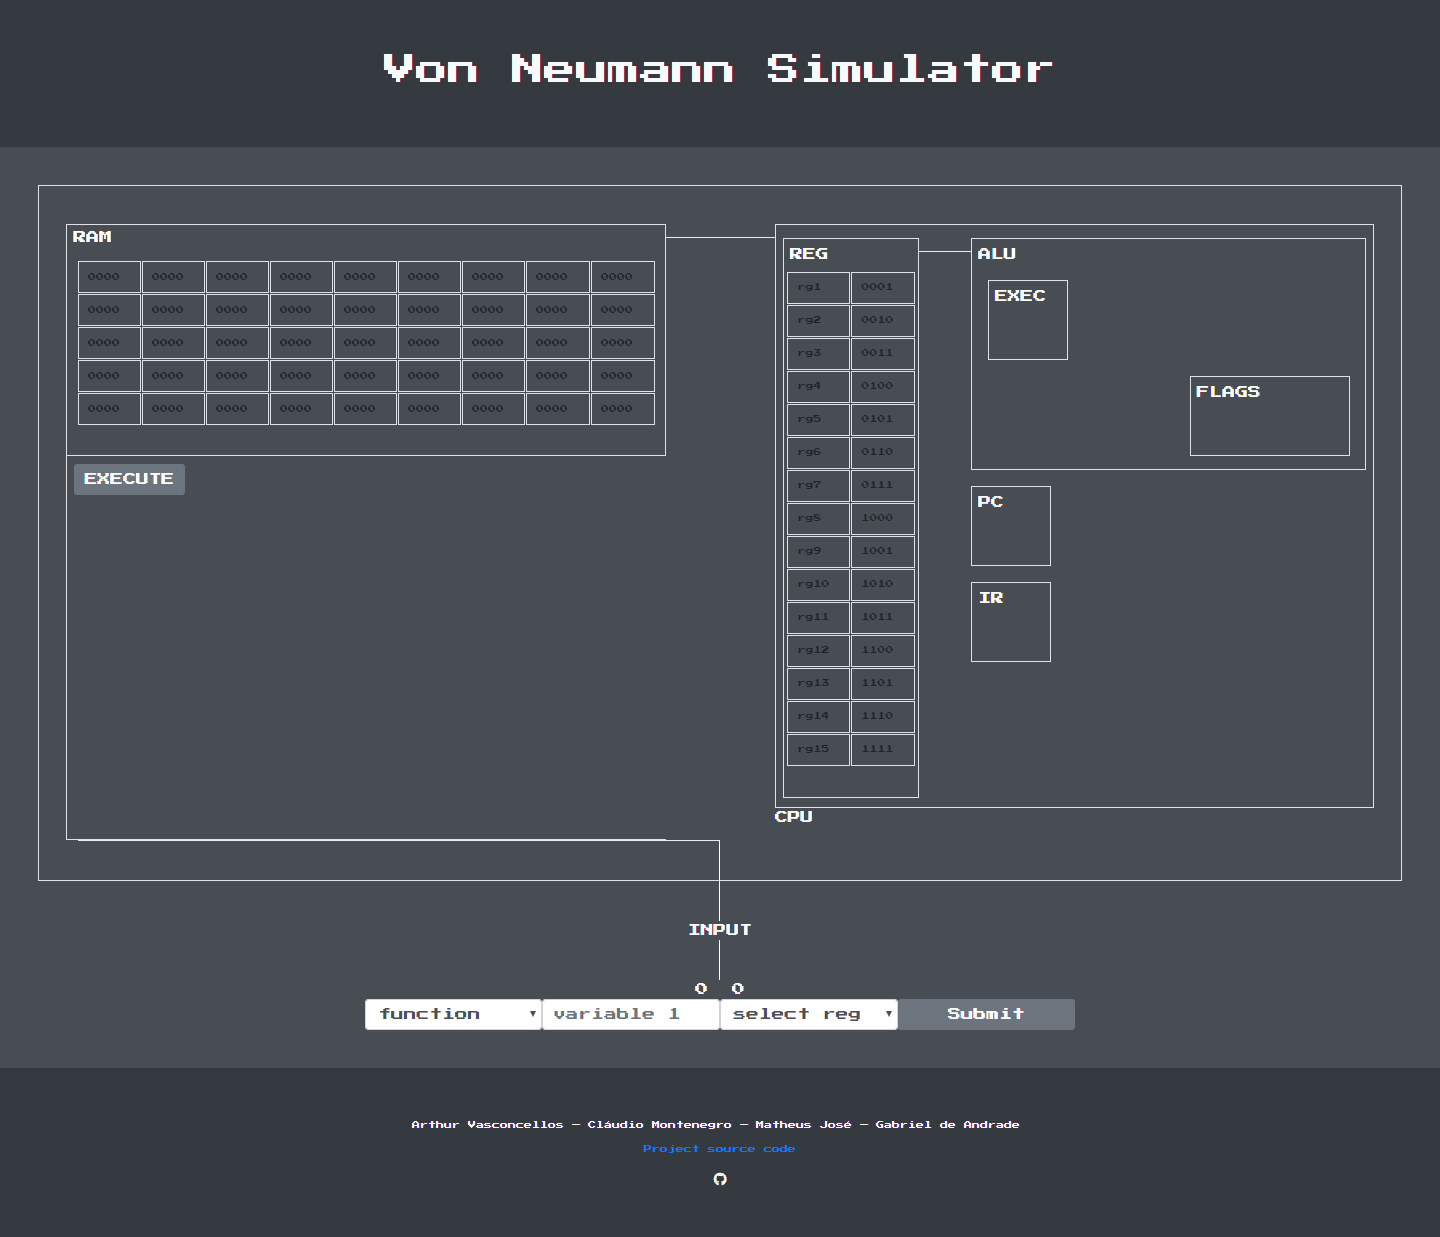 Von Neumann Simulator
RAM
0000 0000 0000 0000 0000 0000 0000 0000 0000
0000 0000 0000 0000 0000 0000 0000 0000 0000
0000 0000 0000 0000 0000 0000 0000 0000 0000
0000 0000 0000 0000 0000 0000 0000 0000 0000
0000 0000 0000 0000 0000 0000 0000 0000 0000
EXECUTE
REG
rg1 0001
rg2 0010
rg3 0011
rg4 0100
rg5 0101
rg6 0110
rg7 0111
rg8 1000
rg9 1001
rg10 1010
rg11 1011
rg12 1100
rg13 1101
rg14 1110
rg15 1111
ALU
EXEC
FLAGS
PC
IR
CPU
INPUT
0 0
function variable 1 select reg Submit
Arthur Vasconcellos — Cláudio Montenegro — Matheus José — Gabriel de Andrade
Project source code